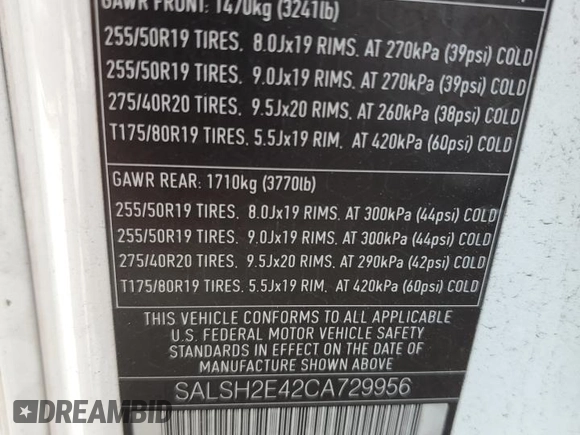 GAWR FRONT: 1470kg (3241lb)
255/50R19 TIRES. 8.0Jx19 RIMS. AT 270kPa (39psi) COLD
255/50R19 TIRES. 9.0Jx19 RIMS. AT 270kPa (39psi) COLD
275/40R20 TIRES. 9.5Jx20 RIMS. AT 260kPa (38psi) COLD
T175/80R19 TIRES. 5.5Jx19 RIM. AT 420kPa (60psi) COLD
GAWR REAR: 1710kg (3770lb)
255/50R19 TIRES. 8.0Jx19 RIMS. AT 300kPa (44psi) COLD
255/50R19 TIRES. 9.0Jx19 RIMS. AT 300kPa (44psi) COLD
275/40R20 TIRES. 9.5Jx20 RIMS. AT 290kPa (42psi) COLD
T175/80R19 TIRES. 5.5Jx19 RIM. AT 420kPa (60psi) COLD
THIS VEHICLE CONFORMS TO ALL APPLICABLE
U.S. FEDERAL MOTOR VEHICLE SAFETY
STANDARDS IN EFFECT ON THE DATE OF
MANUFACTURE SHOWN ABOVE
SALSH2E42CA729956
DREAMBID